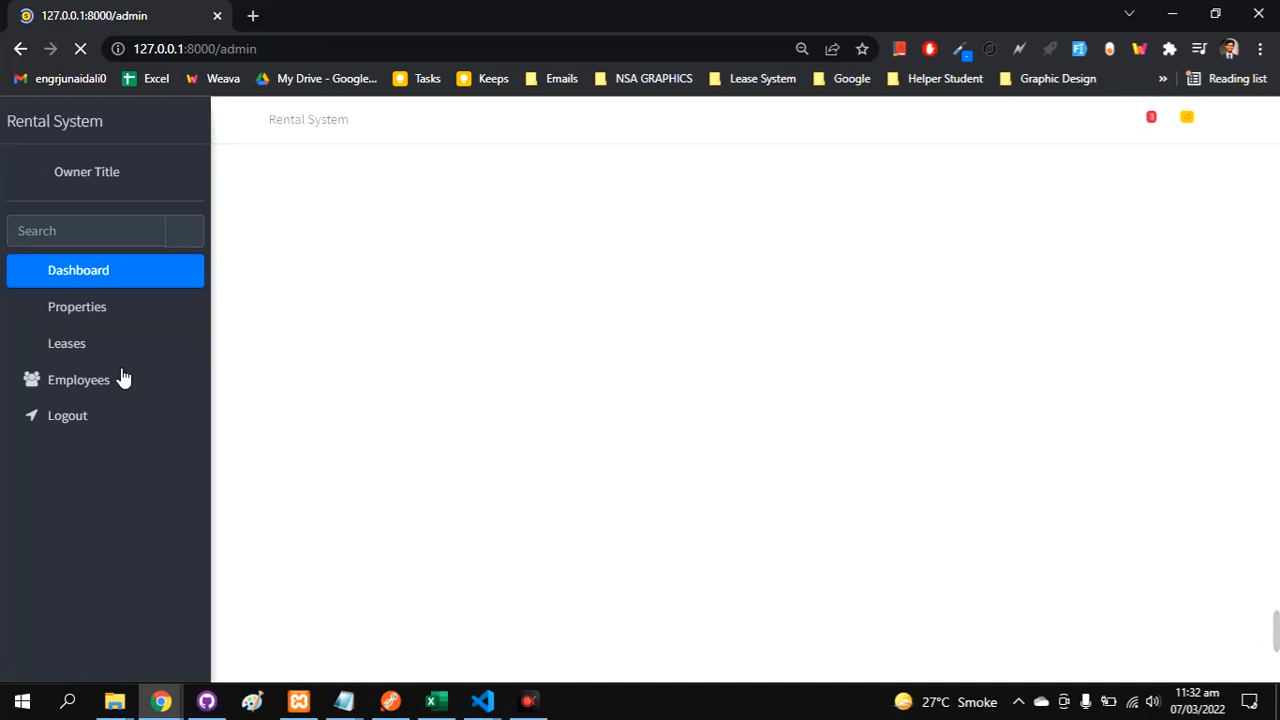 127.0.0.1:8000/admin
127.0.0.1:8000/admin
engrjunaidali0 Excel Weava My Drive - Google... Tasks Keeps Emails NSA GRAPHICS Lease System Google Helper Student Graphic Design » Reading list
Rental System
Rental System
3
Owner Title
Search
Dashboard
Properties
Leases
Employees
Logout
27°C Smoke
11:32 am
07/03/2022